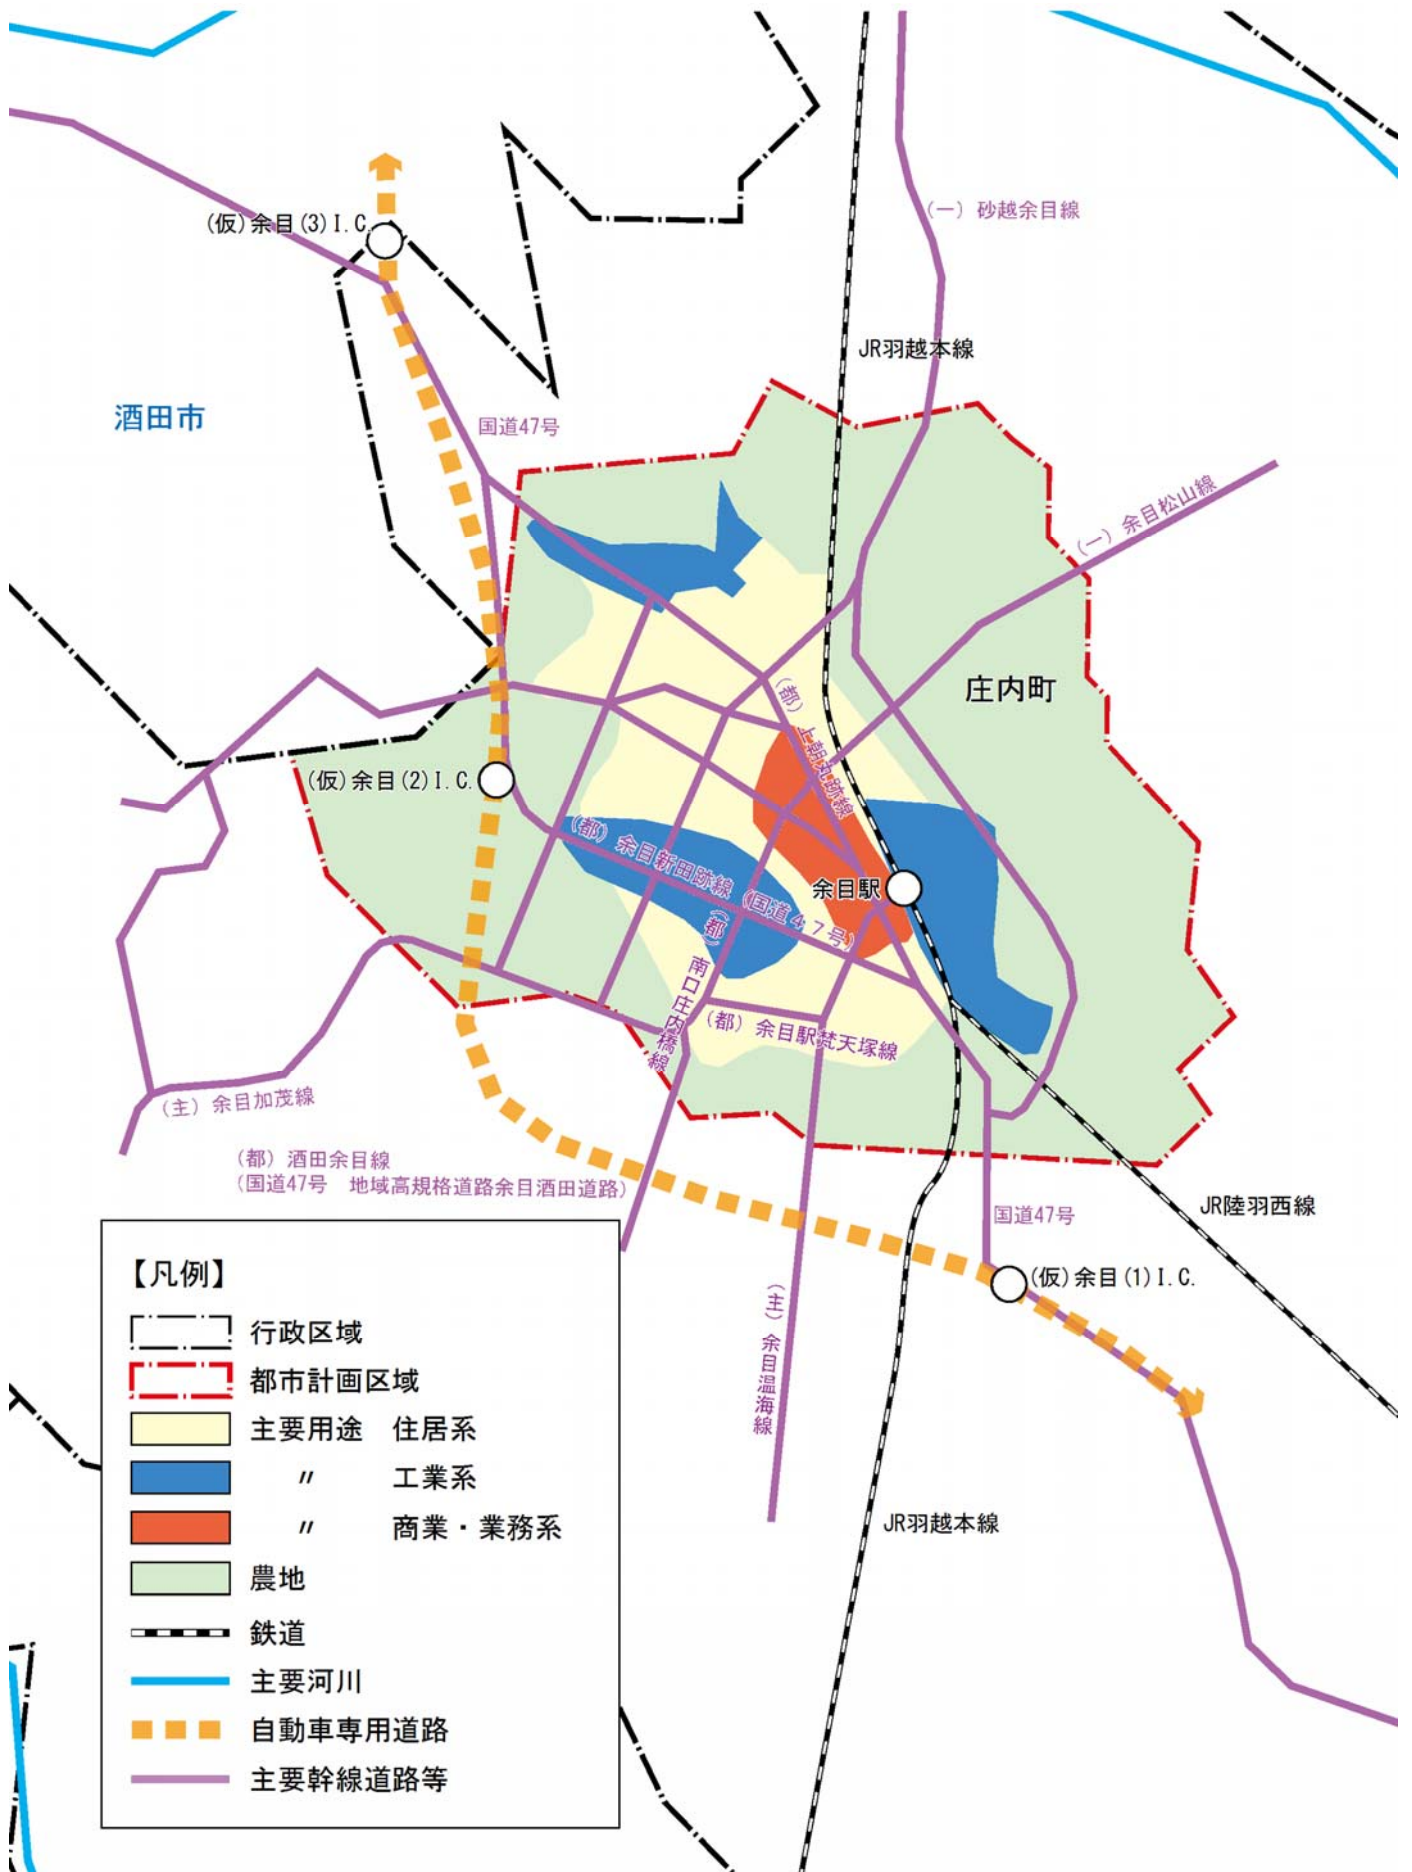 (仮)余目(3)I.C.
(一)砂越余目線
JR羽越本線
酒田市
国道47号
(一)余目松山線
庄内町
(都)上朝丸跡線
(仮)余目(2)I.C.
(都)余目新田跡線(国道47号)
余目駅
(都)南口庄内橋線
(都)余目駅梵天塚線
(主)余目加茂線
(都)酒田余目線
(国道47号 地域高規格道路余目酒田道路)
JR陸羽西線
国道47号
(仮)余目(1)I.C.
(主)余目温海線
JR羽越本線
【凡例】
行政区域
都市計画区域
主要用途 住居系
〃 工業系
〃 商業・業務系
農地
鉄道
主要河川
自動車専用道路
主要幹線道路等